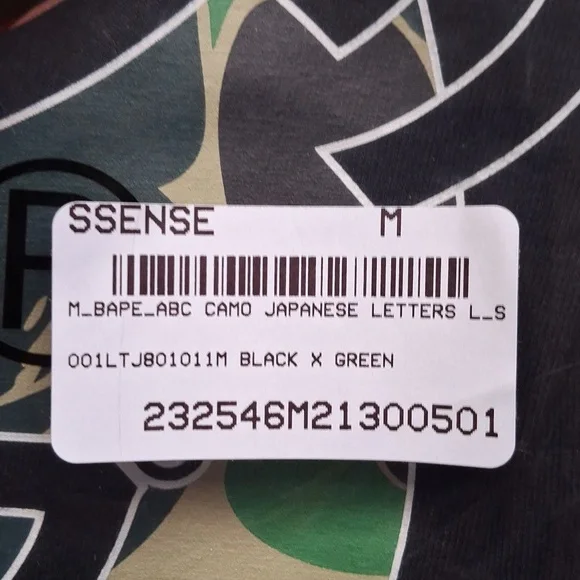 SSENSE M
M_BAPE_ABC CAMO JAPANESE LETTERS L_S
001LTJ801011M BLACK X GREEN
232546M21300501